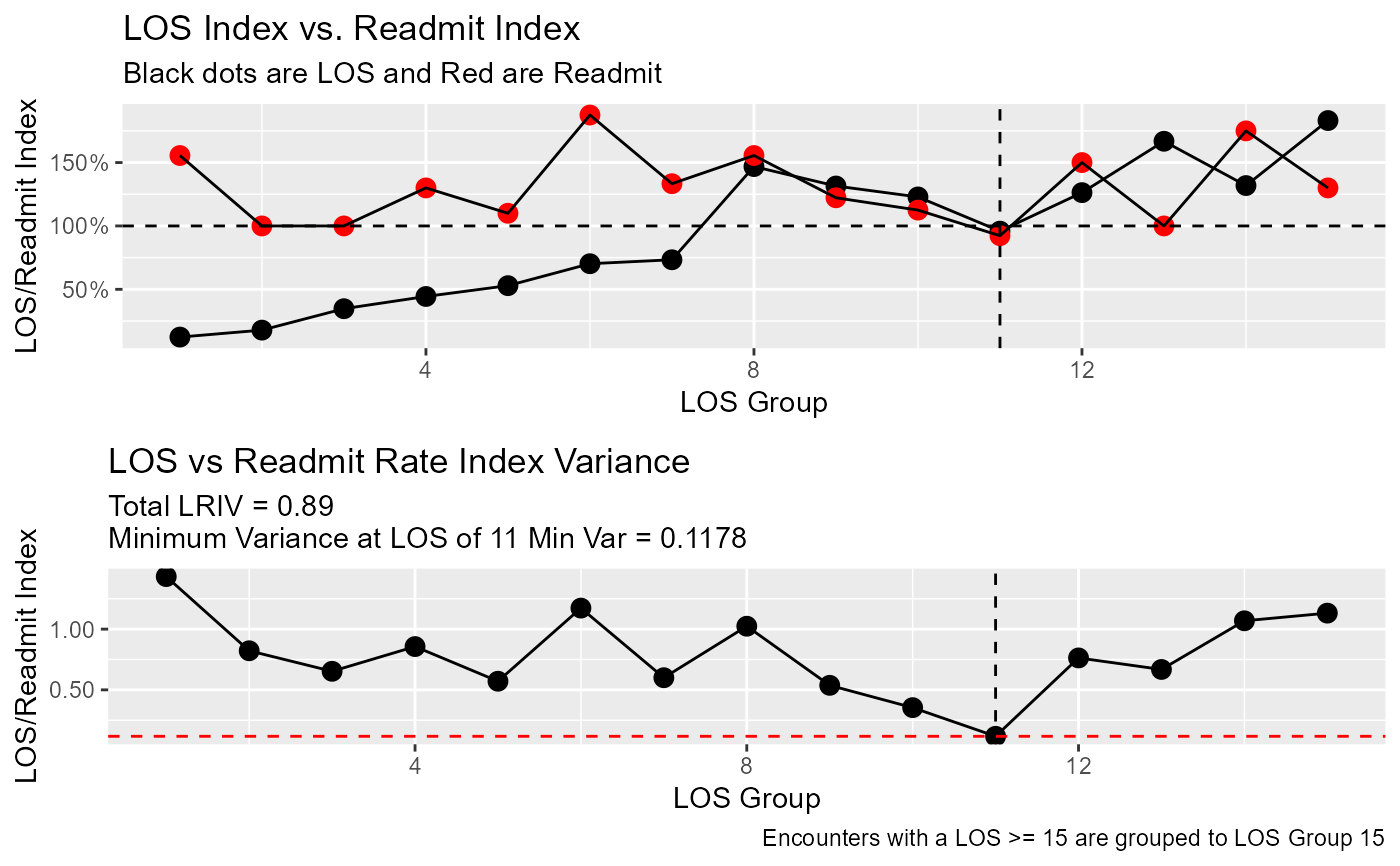 LOS Index vs. Readmit Index
Black dots are LOS and Red are Readmit
LOS/Readmit Index
150%
100%
50%
4
8
12
LOS Group
LOS vs Readmit Rate Index Variance
Total LRIV = 0.89
Minimum Variance at LOS of 11 Min Var = 0.1178
LOS/Readmit Index
1.00
0.50
4
8
12
LOS Group
Encounters with a LOS >= 15 are grouped to LOS Group 15